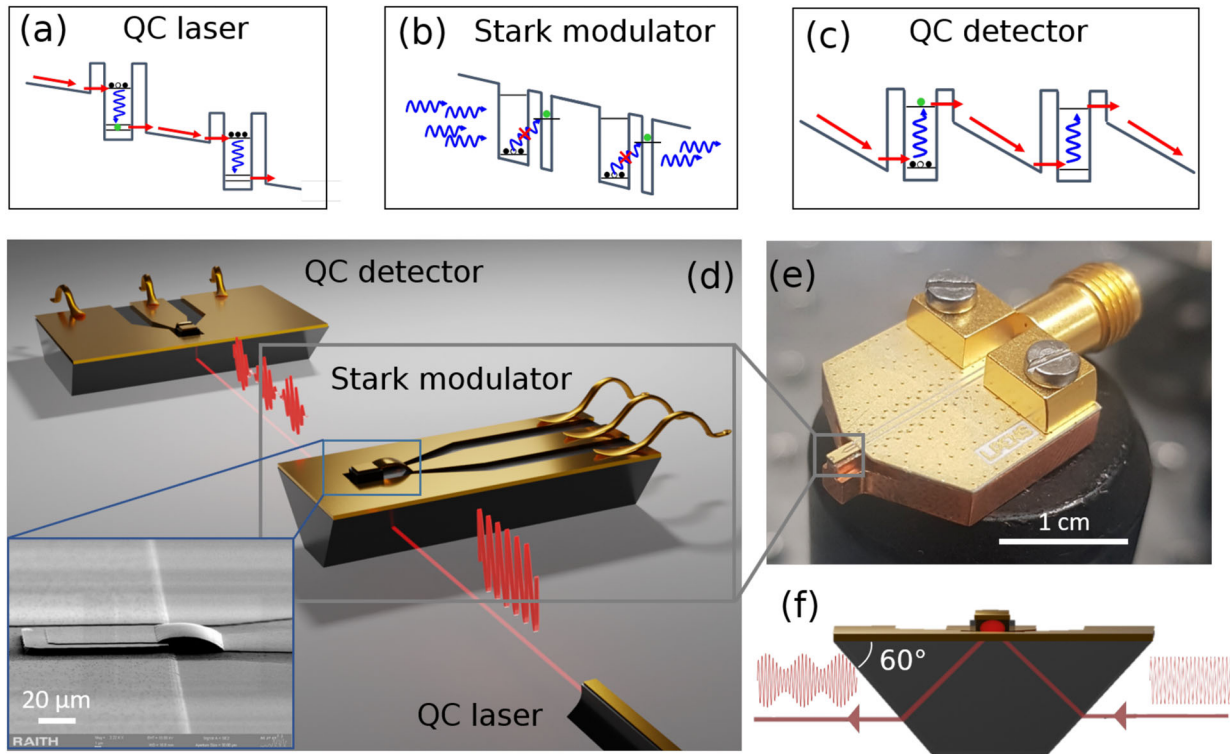 (a) QC laser
(b) Stark modulator
(c) QC detector
(d)
QC detector
Stark modulator
QC laser
20 µm
RAITH
(e)
1 cm
(f)
60°